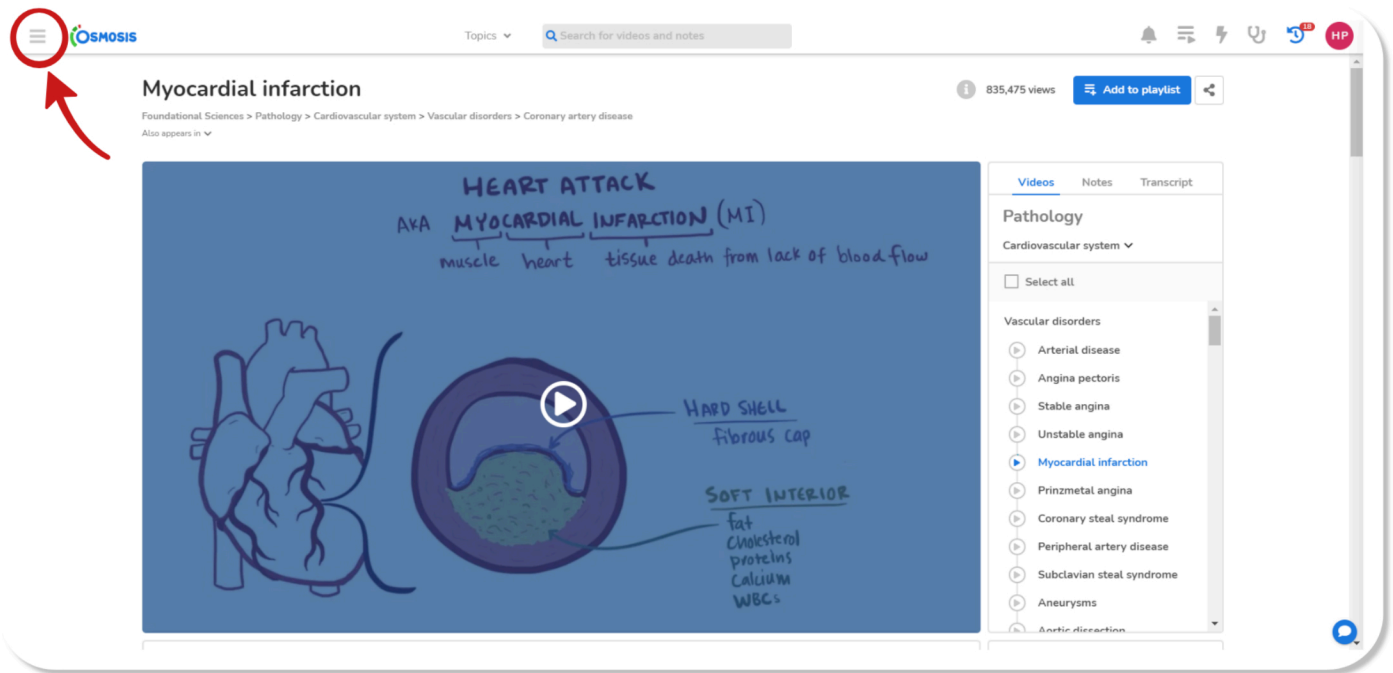 OSMOSIS
Topics
Search for videos and notes
18
HP
Myocardial infarction
835,475 views
Add to playlist
Foundational Sciences > Pathology > Cardiovascular system > Vascular disorders > Coronary artery disease
Also appears in
HEART ATTACK
AKA MYOCARDIAL INFARCTION (MI)
muscle heart tissue death from lack of blood flow
HARD SHELL
fibrous cap
SOFT INTERIOR
fat
cholesterol
proteins
calcium
WBCs
Videos Notes Transcript
Pathology
Cardiovascular system
Select all
Vascular disorders
Arterial disease
Angina pectoris
Stable angina
Unstable angina
Myocardial infarction
Prinzmetal angina
Coronary steal syndrome
Peripheral artery disease
Subclavian steal syndrome
Aneurysms
Aortic dissection